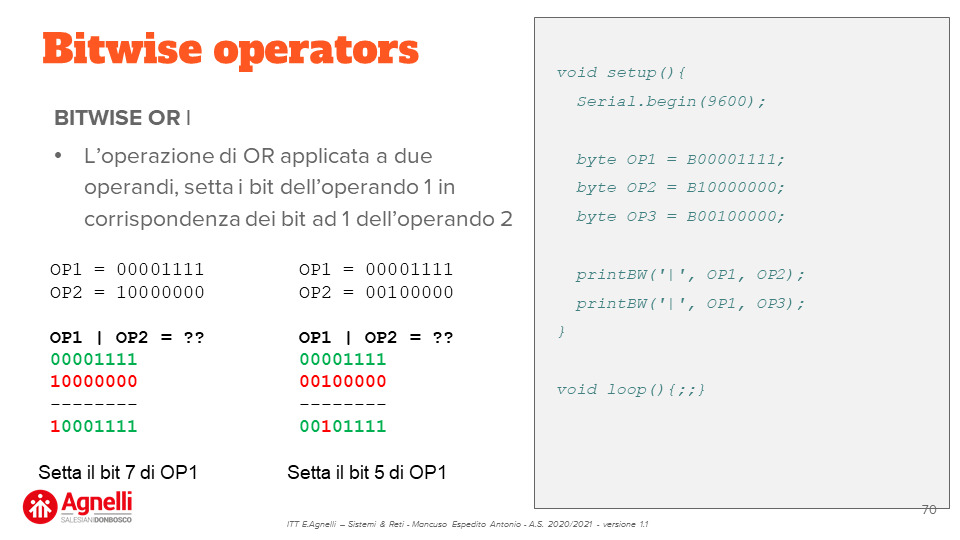 Bitwise operators
BITWISE OR |
• L’operazione di OR applicata a due
operandi, setta i bit dell’operando 1 in
corrispondenza dei bit ad 1 dell’operando 2
OP1 = 00001111
OP2 = 10000000
OP1 | OP2 = ??
00001111
10000000
--------
10001111
Setta il bit 7 di OP1
OP1 = 00001111
OP2 = 00100000
OP1 | OP2 = ??
00001111
00100000
--------
00101111
Setta il bit 5 di OP1
void setup(){
Serial.begin(9600);
byte OP1 = B00001111;
byte OP2 = B10000000;
byte OP3 = B00100000;
printBW('|', OP1, OP2);
printBW('|', OP1, OP3);
}
void loop(){;;}
Agnelli
SALESIANI DONBOSCO
ITT E.Agnelli – Sistemi & Reti - Mancuso Espedito Antonio - A.S. 2020/2021 - versione 1.1
70